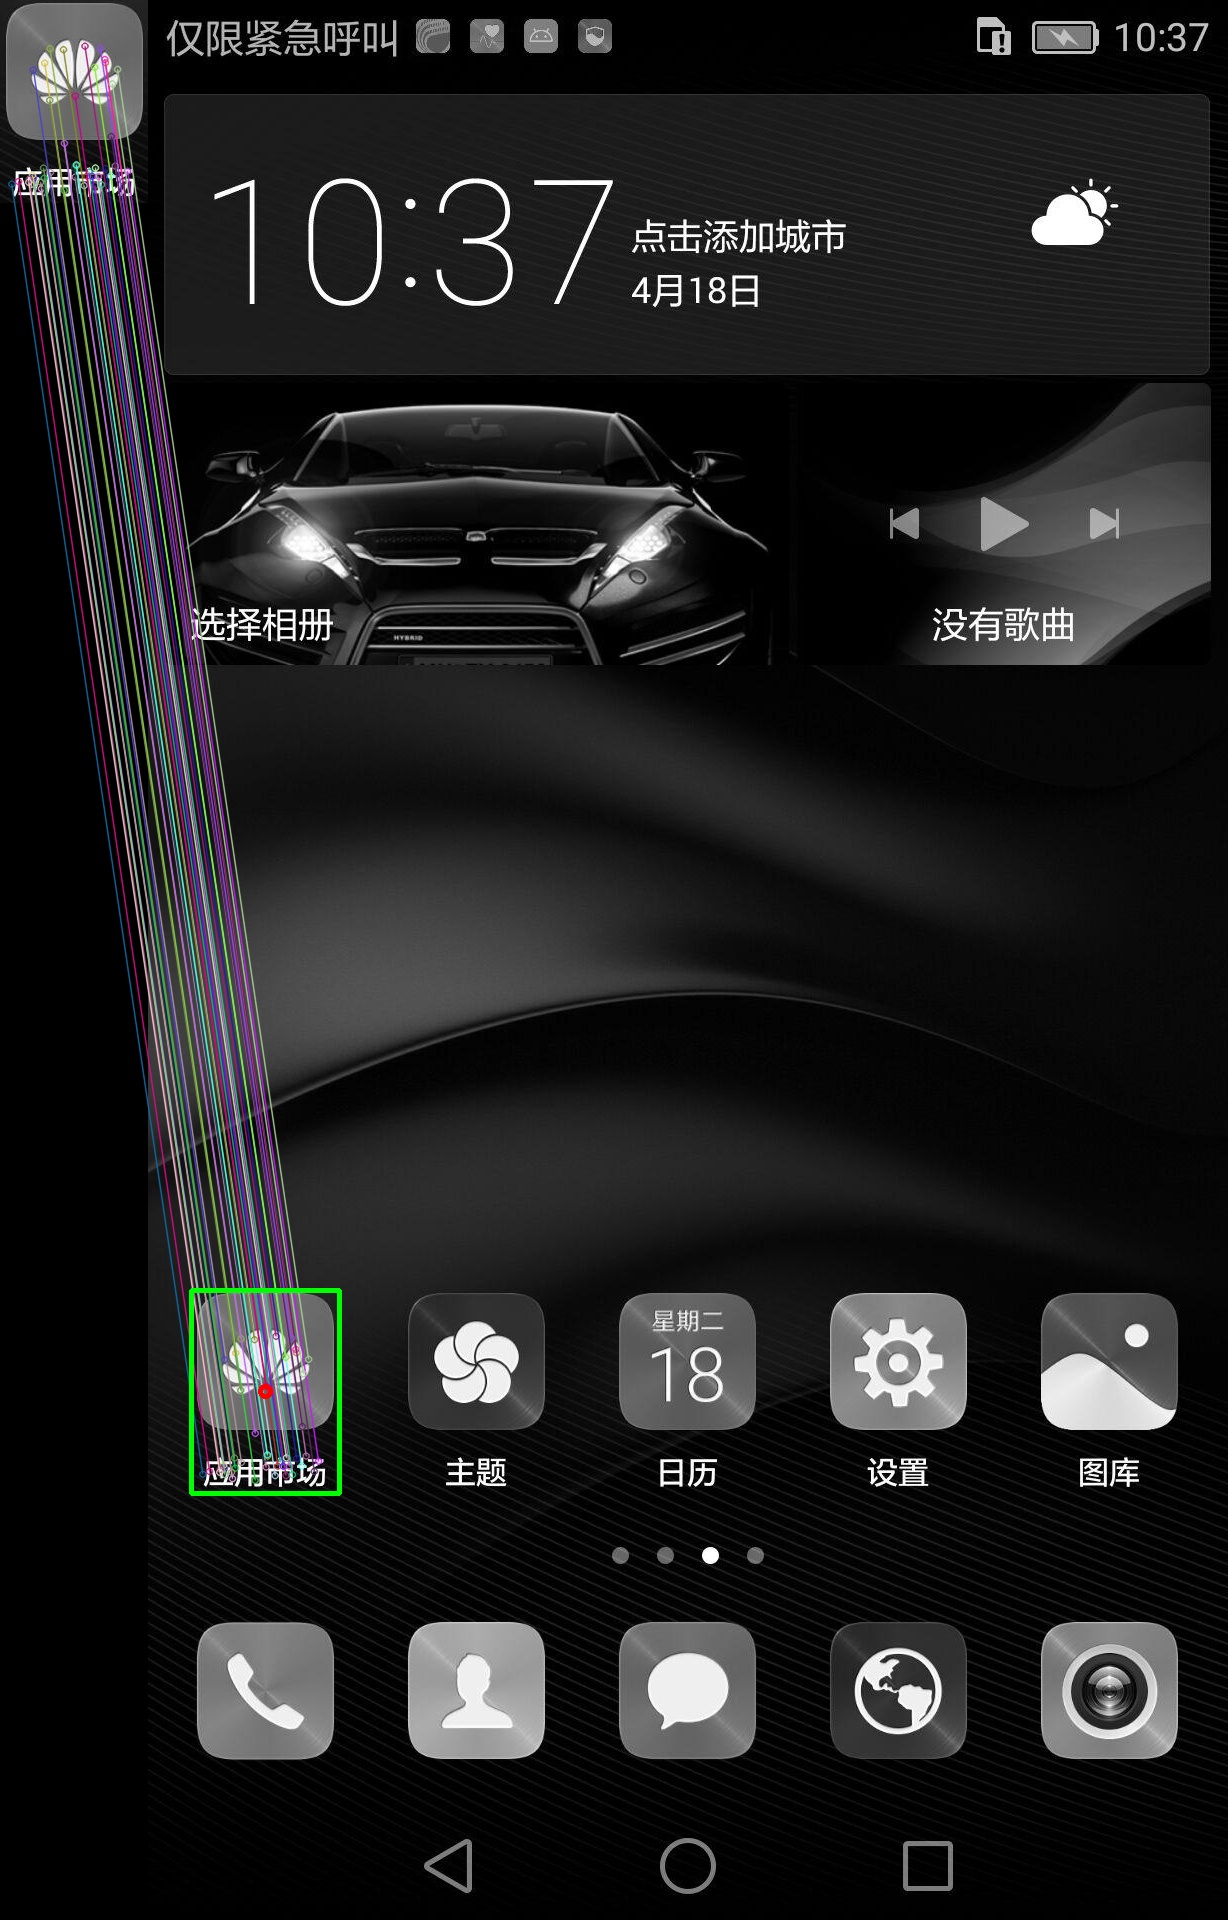 仅限紧急呼叫
10:37
应用市场
10:37
点击添加城市
4月18日
HYBRID
选择相册
没有歌曲
星期二
18
应用市场
主题
日历
设置
图库